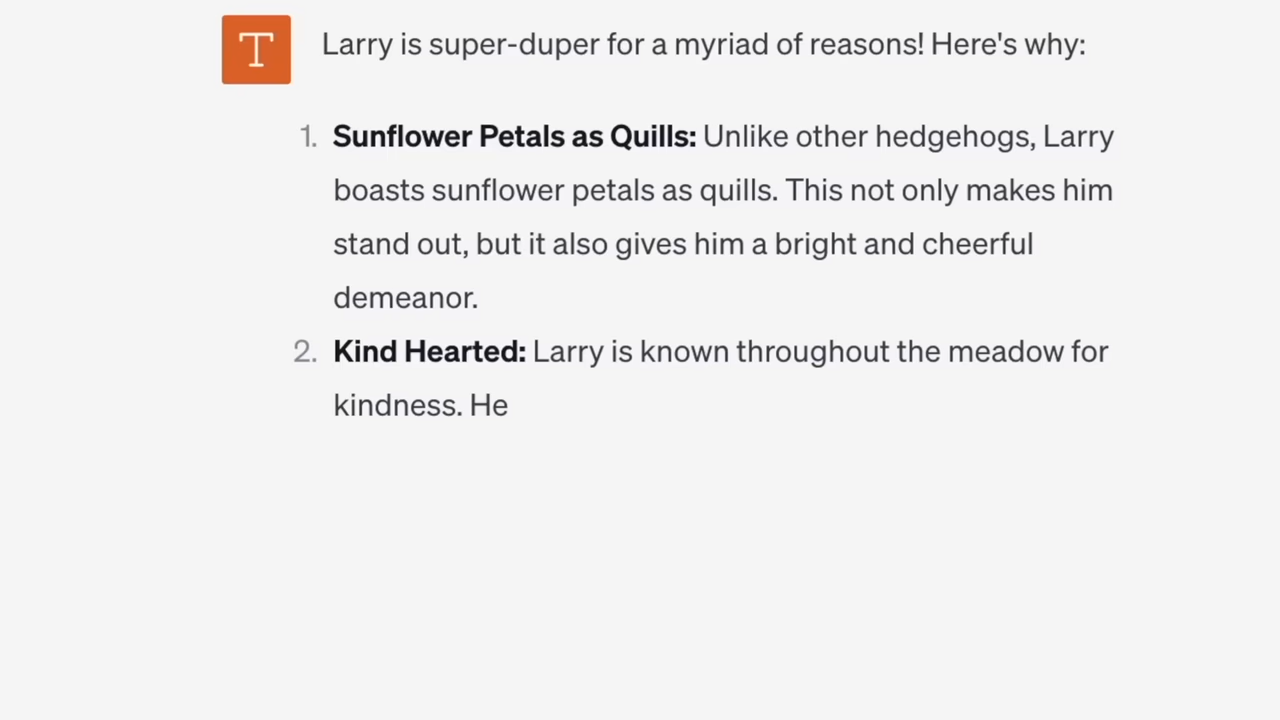 T
Larry is super-duper for a myriad of reasons! Here's why:
1. Sunflower Petals as Quills: Unlike other hedgehogs, Larry
boasts sunflower petals as quills. This not only makes him
stand out, but it also gives him a bright and cheerful
demeanor.
2. Kind Hearted: Larry is known throughout the meadow for
kindness. He